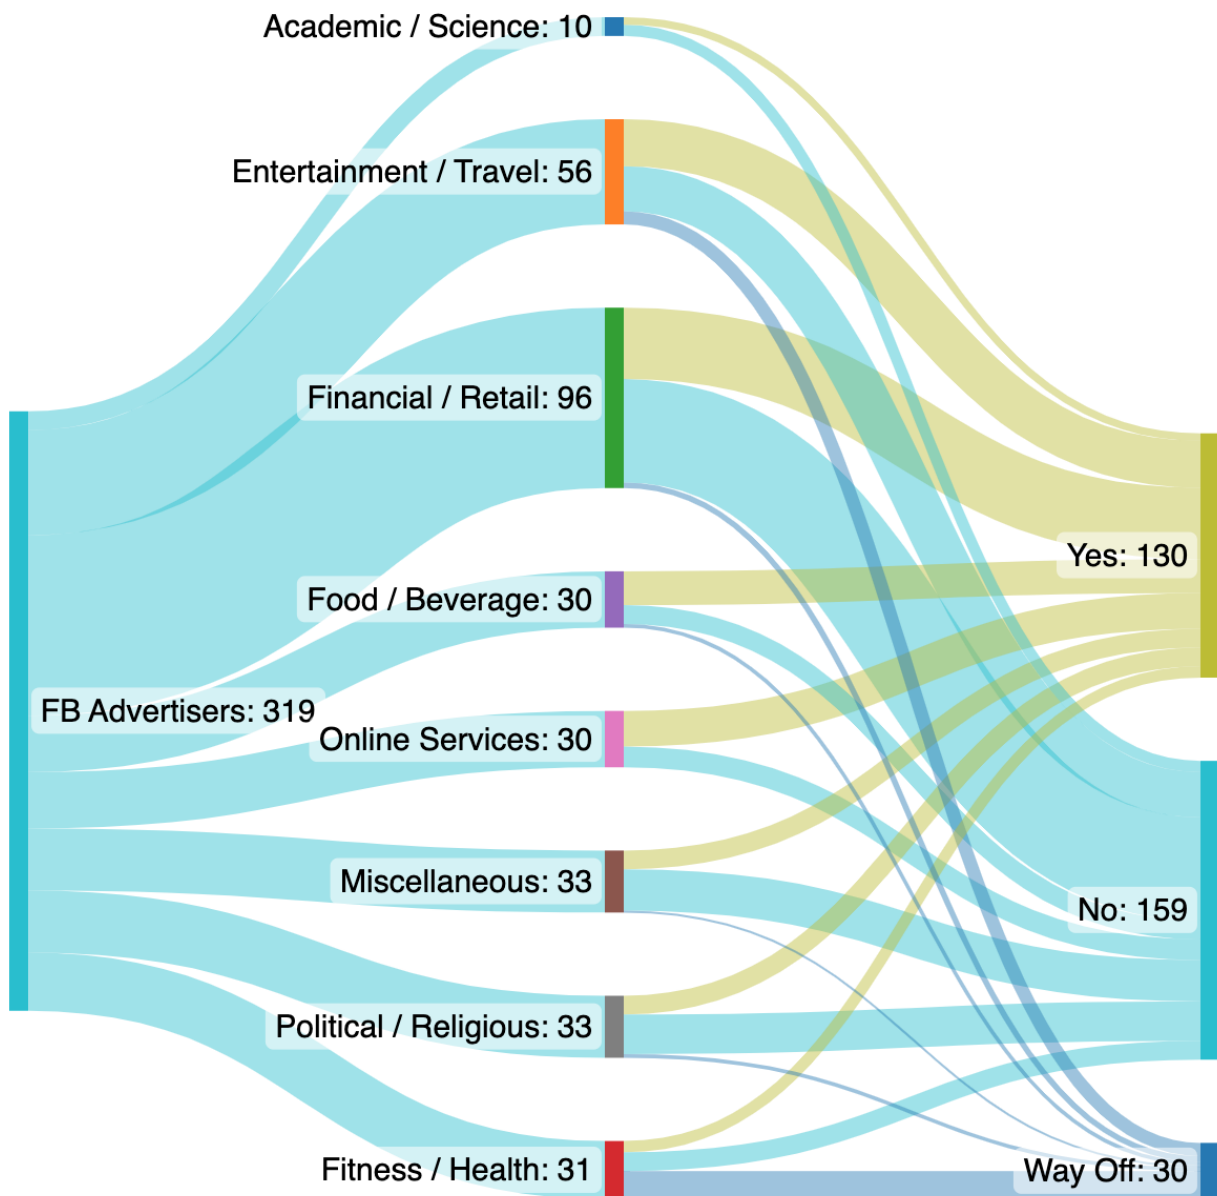 Academic / Science: 10
Entertainment / Travel: 56
Financial / Retail: 96
Yes: 130
Food / Beverage: 30
FB Advertisers: 319
Online Services: 30
Miscellaneous: 33
No: 159
Political / Religious: 33
Fitness / Health: 31
Way Off: 30